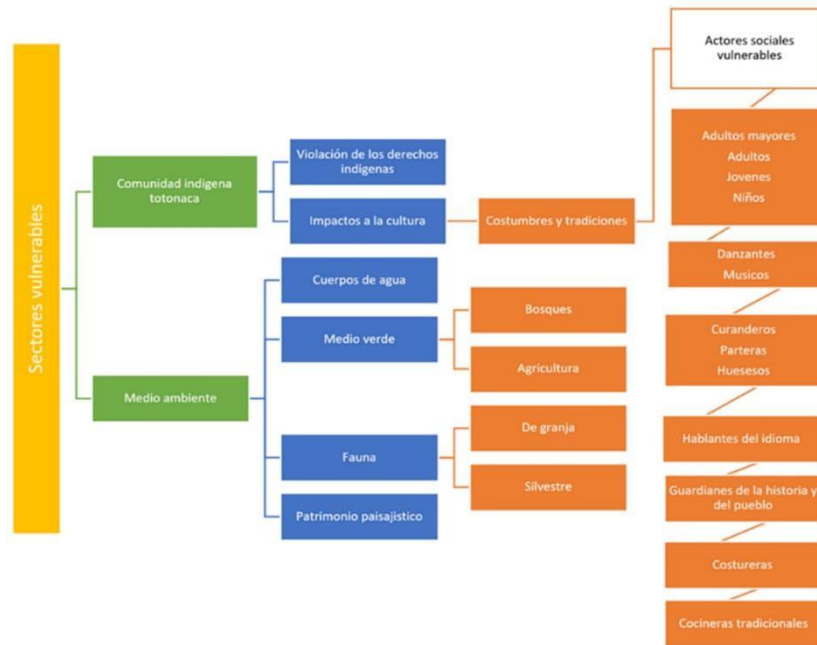 Sectores vulnerables
Comunidad indigena
totonaca
Violación de los derechos
indigenas
Impactos a la cultura
Costumbres y tradiciones
Actores sociales
vulnerables
Adultos mayores
Adultos
Jovenes
Niños
Danzantes
Musicos
Curanderos
Parteras
Huesesos
Hablantes del idioma
Guardianes de la historia y
del pueblo
Costureras
Cocineras tradicionales
Medio ambiente
Cuerpos de agua
Medio verde
Bosques
Agricultura
Fauna
De granja
Silvestre
Patrimonio paisajistico